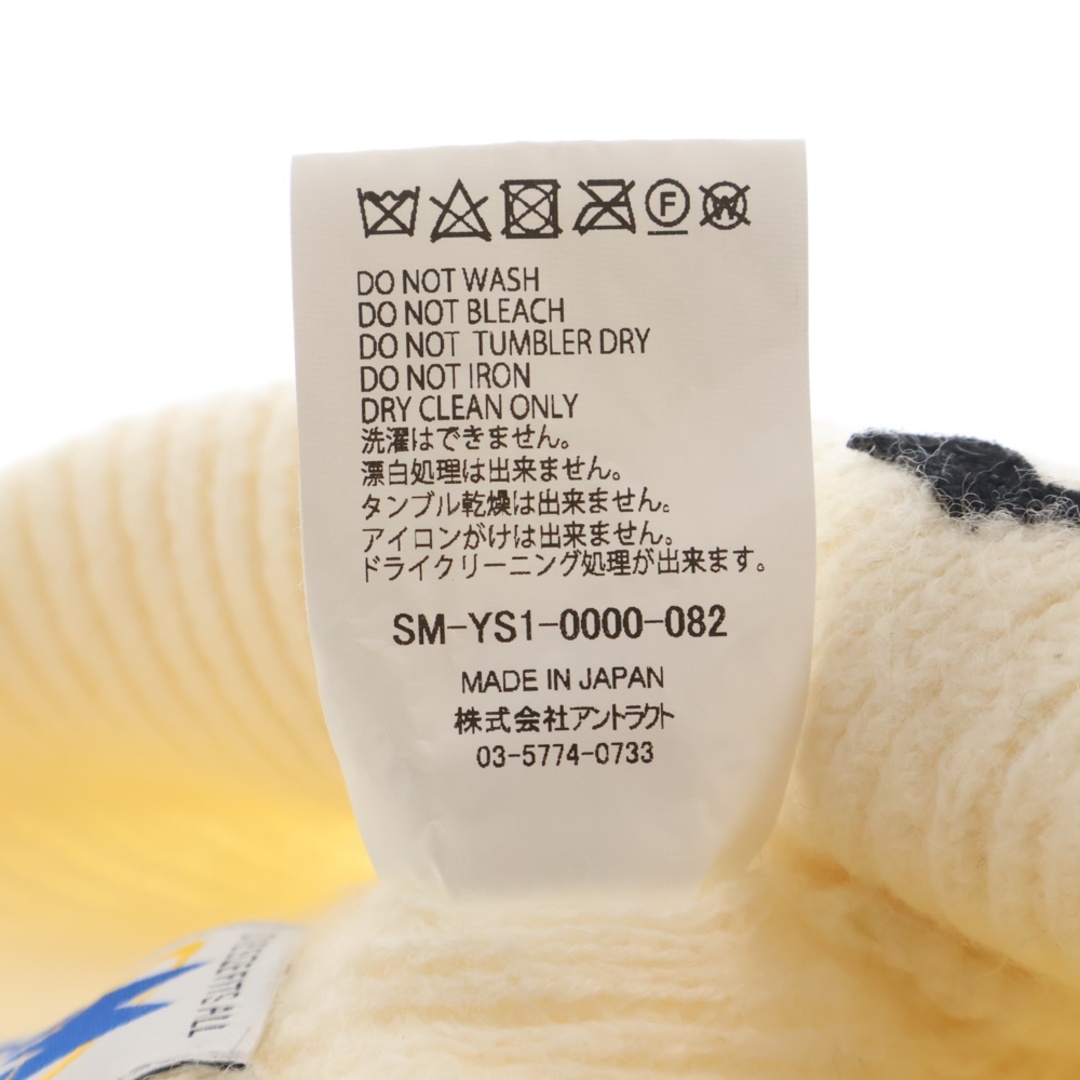 F W
DO NOT WASH
DO NOT BLEACH
DO NOT TUMBLER DRY
DO NOT IRON
DRY CLEAN ONLY
洗濯はできません。
漂白処理は出来ません。
タンブル乾燥は出来ません。
アイロンがけは出来ません。
ドライクリーニング処理が出来ます。
SM-YS1-0000-082
MADE IN JAPAN
株式会社アントラクト
03-5774-0733
ALL